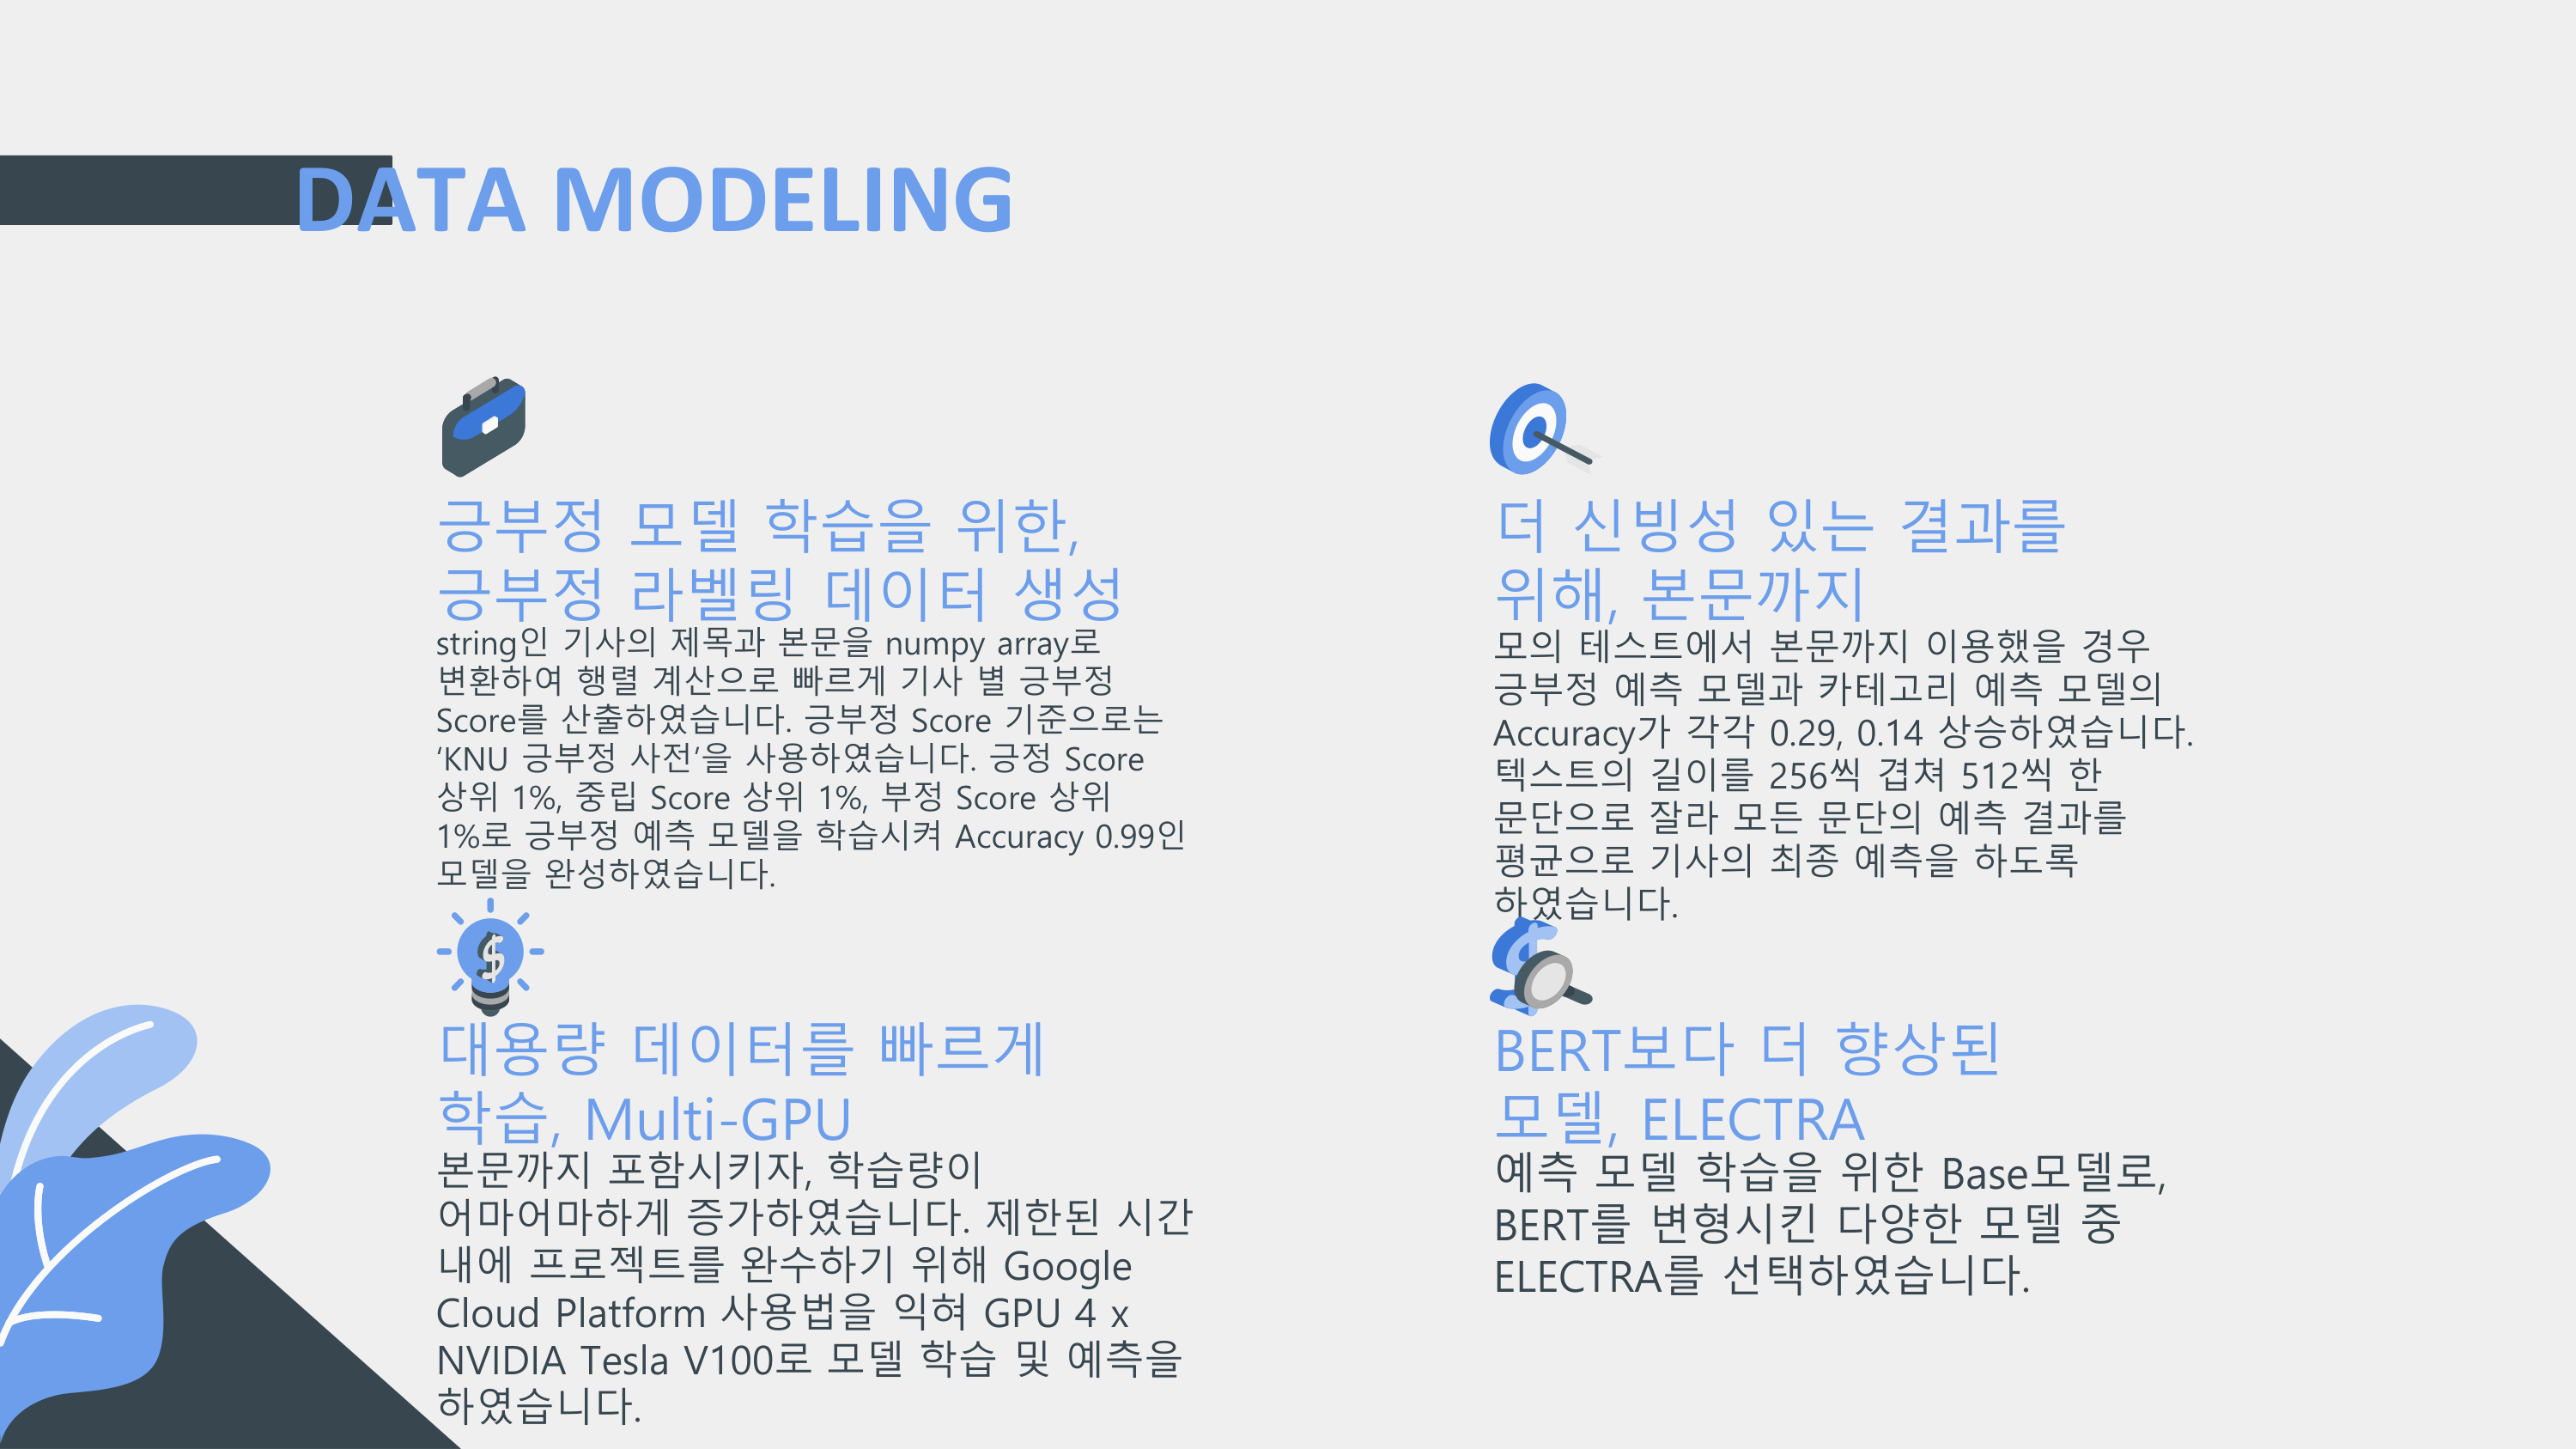 DATA MODELING
긍부정 모델 학습을 위한,
긍부정 라벨링 데이터 생성
string인 기사의 제목과 본문을 numpy array로
변환하여 행렬 계산으로 빠르게 기사 별 긍부정
Score를 산출하였습니다. 긍부정 Score 기준으로는
‘KNU 긍부정 사전’을 사용하였습니다. 긍정 Score
상위 1%, 중립 Score 상위 1%, 부정 Score 상위
1%로 긍부정 예측 모델을 학습시켜 Accuracy 0.99인
모델을 완성하였습니다.
더 신빙성 있는 결과를
위해, 본문까지
모의 테스트에서 본문까지 이용했을 경우
긍부정 예측 모델과 카테고리 예측 모델의
Accuracy가 각각 0.29, 0.14 상승하였습니다.
텍스트의 길이를 256씩 겹쳐 512씩 한
문단으로 잘라 모든 문단의 예측 결과를
평균으로 기사의 최종 예측을 하도록
하였습니다.
대용량 데이터를 빠르게
학습, Multi-GPU
본문까지 포함시키자, 학습량이
어마어마하게 증가하였습니다. 제한된 시간
내에 프로젝트를 완수하기 위해 Google
Cloud Platform 사용법을 익혀 GPU 4 x
NVIDIA Tesla V100로 모델 학습 및 예측을
하였습니다.
BERT보다 더 향상된
모델, ELECTRA
예측 모델 학습을 위한 Base모델로,
BERT를 변형시킨 다양한 모델 중
ELECTRA를 선택하였습니다.